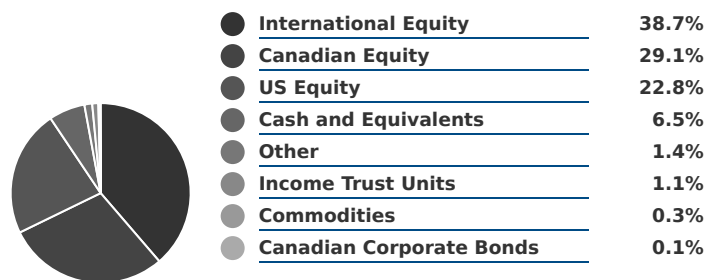 International Equity 38.7%
Canadian Equity 29.1%
US Equity 22.8%
Cash and Equivalents 6.5%
Other 1.4%
Income Trust Units 1.1%
Commodities 0.3%
Canadian Corporate Bonds 0.1%